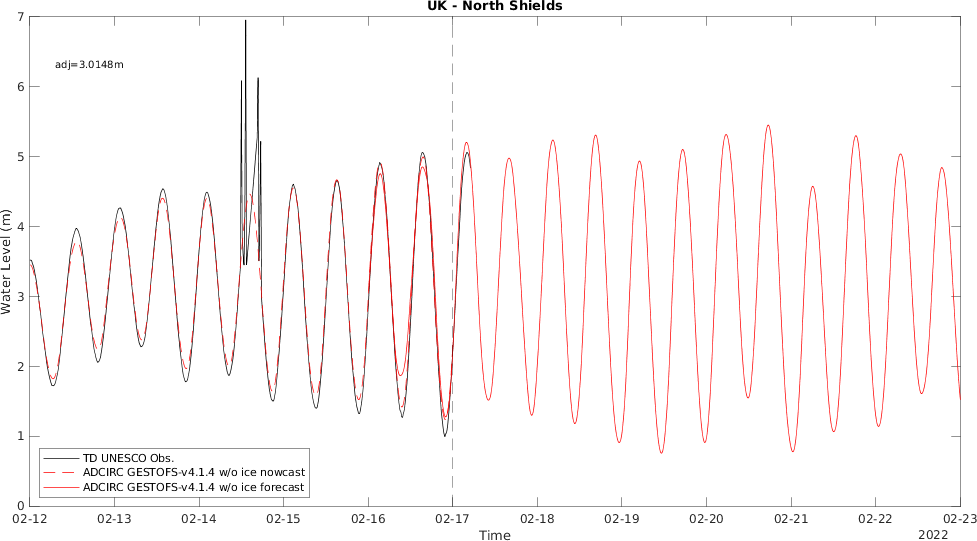 UK - North Shields
adj=3.0148m
Water Level (m)
7
6
5
4
3
2
1
0
TD UNESCO Obs.
ADCIRC GESTOFS-v4.1.4 w/o ice nowcast
ADCIRC GESTOFS-v4.1.4 w/o ice forecast
02-12 02-13 02-14 02-15 02-16 02-17 02-18 02-19 02-20 02-21 02-22 02-23
Time
2022